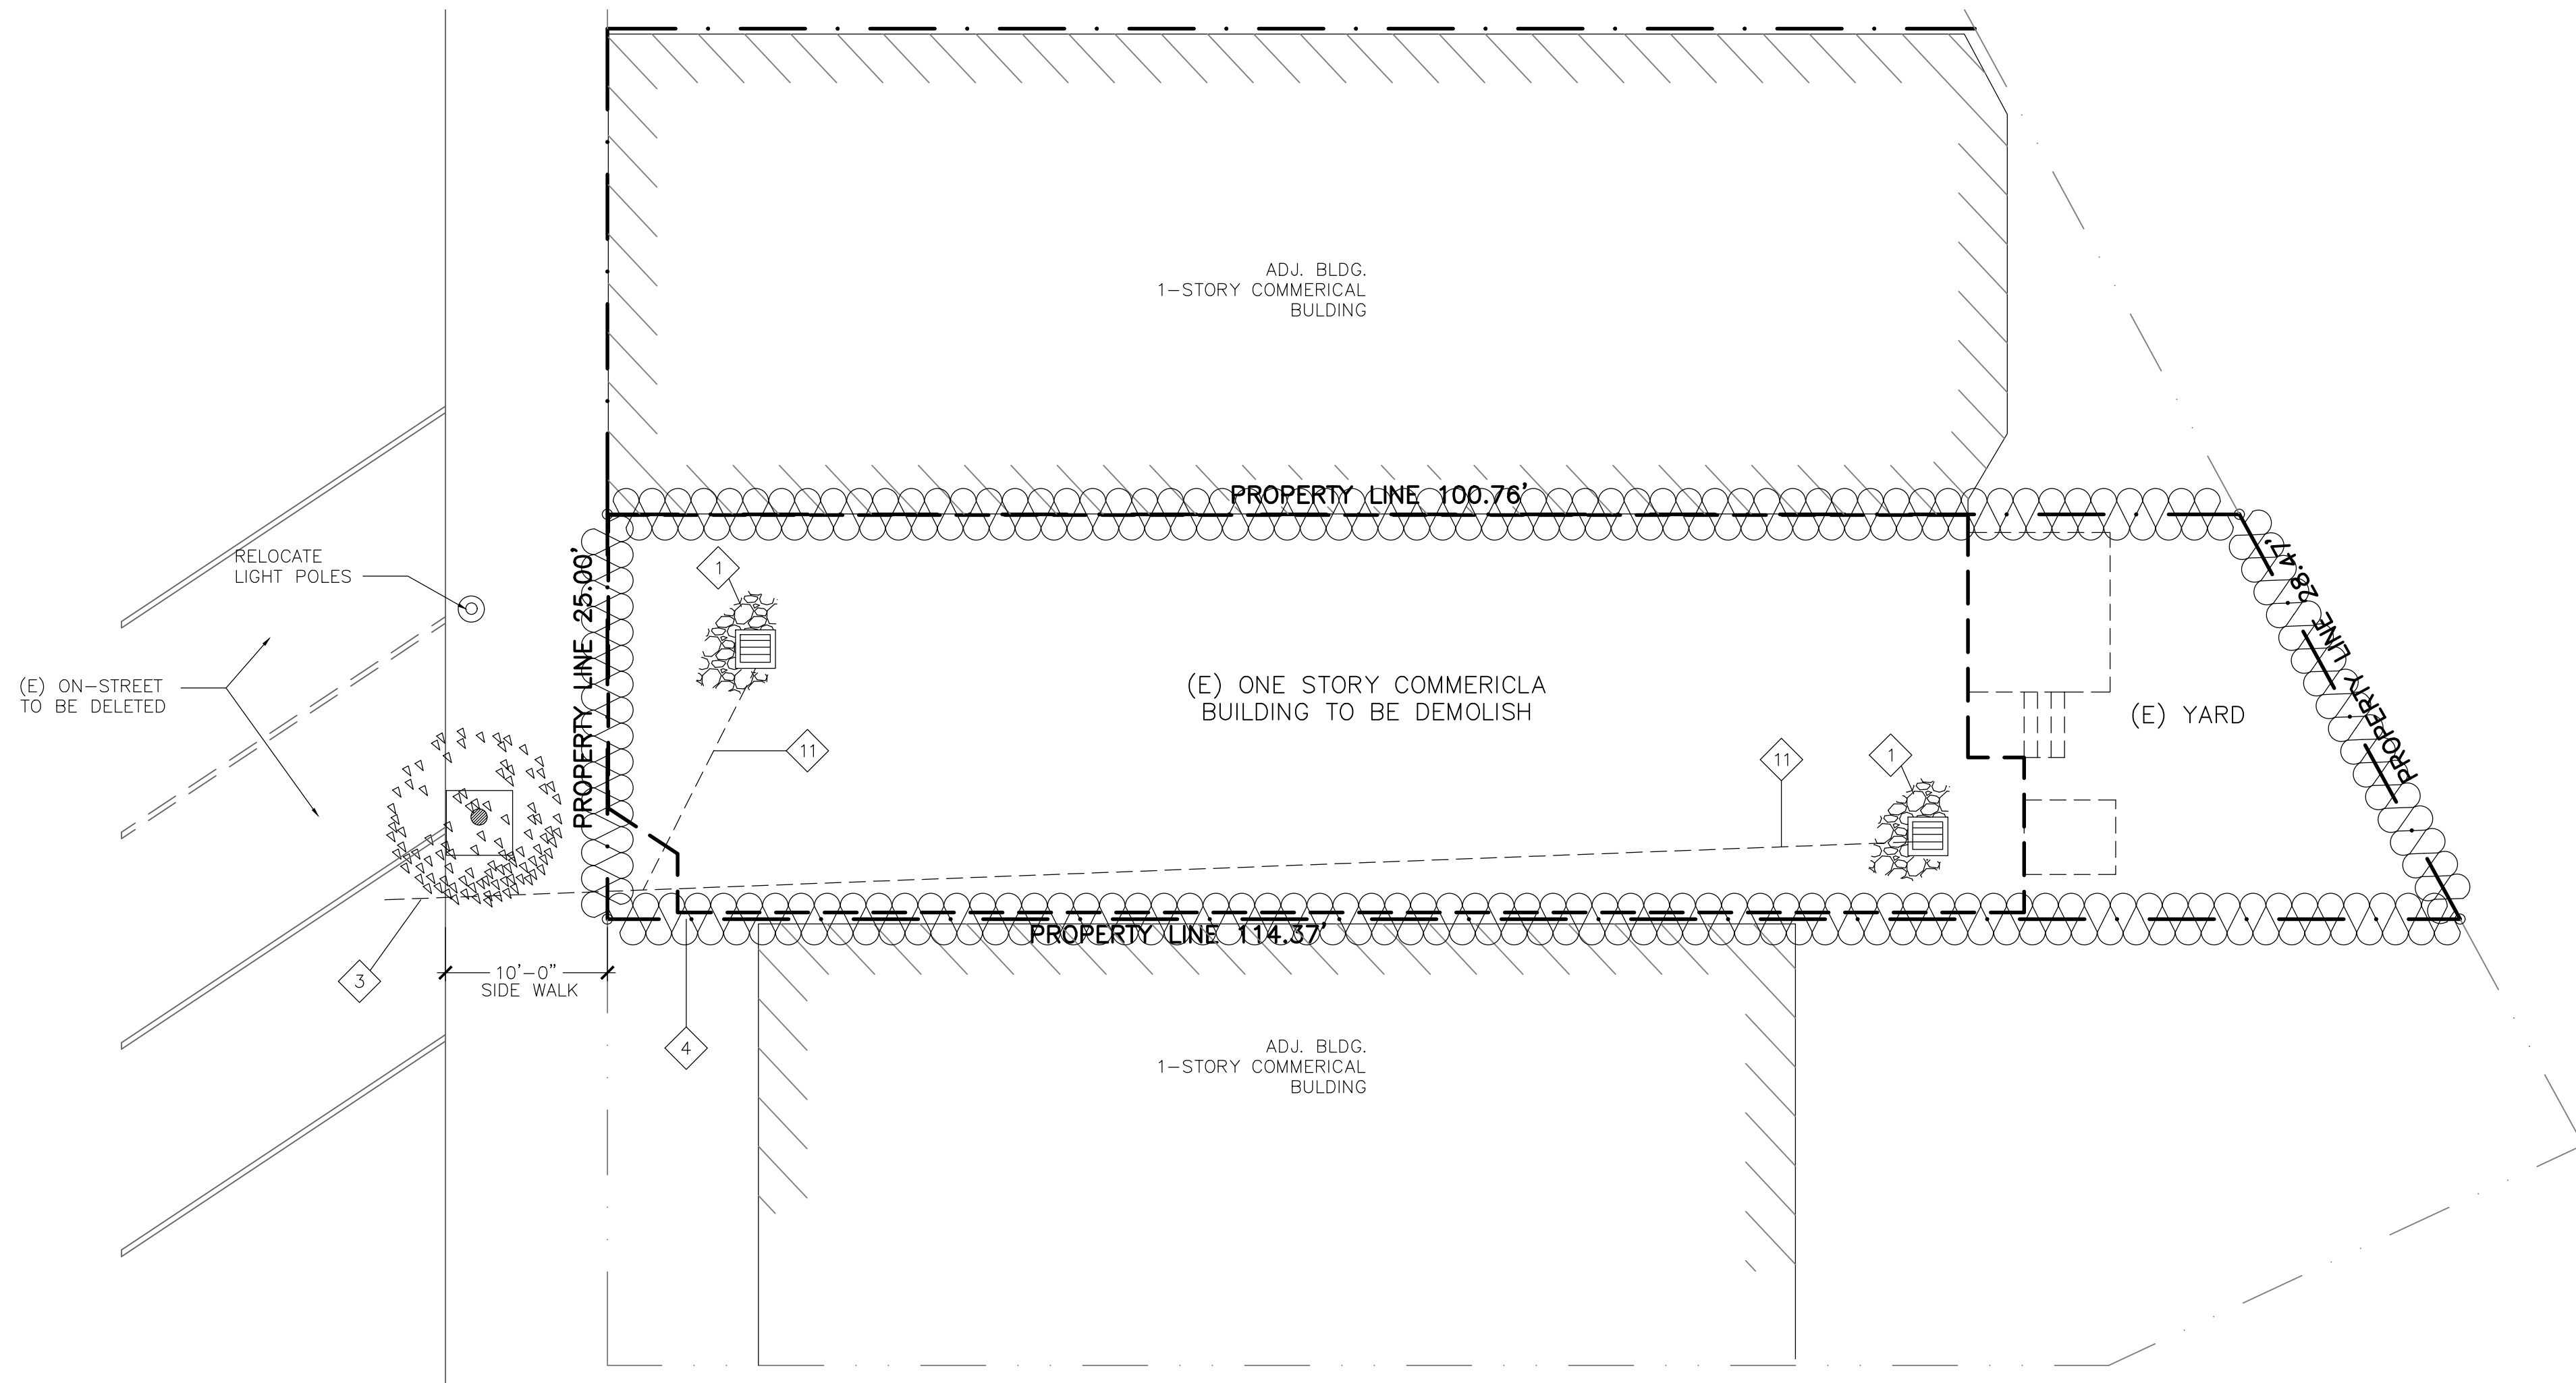 ADJ. BLDG.
1-STORY COMMERICAL
BULDING
PROPERTY LINE 100.76'
RELOCATE
LIGHT POLES
PROPERTY LINE 25.00'
1
PROPERTY LINE 28.47'
(E) ON-STREET
TO BE DELETED
(E) ONE STORY COMMERICLA
BUILDING TO BE DEMOLISH
(E) YARD
11
11
1
PROPERTY LINE 114.37'
3
10'-0"
SIDE WALK
4
ADJ. BLDG.
1-STORY COMMERICAL
BULDING